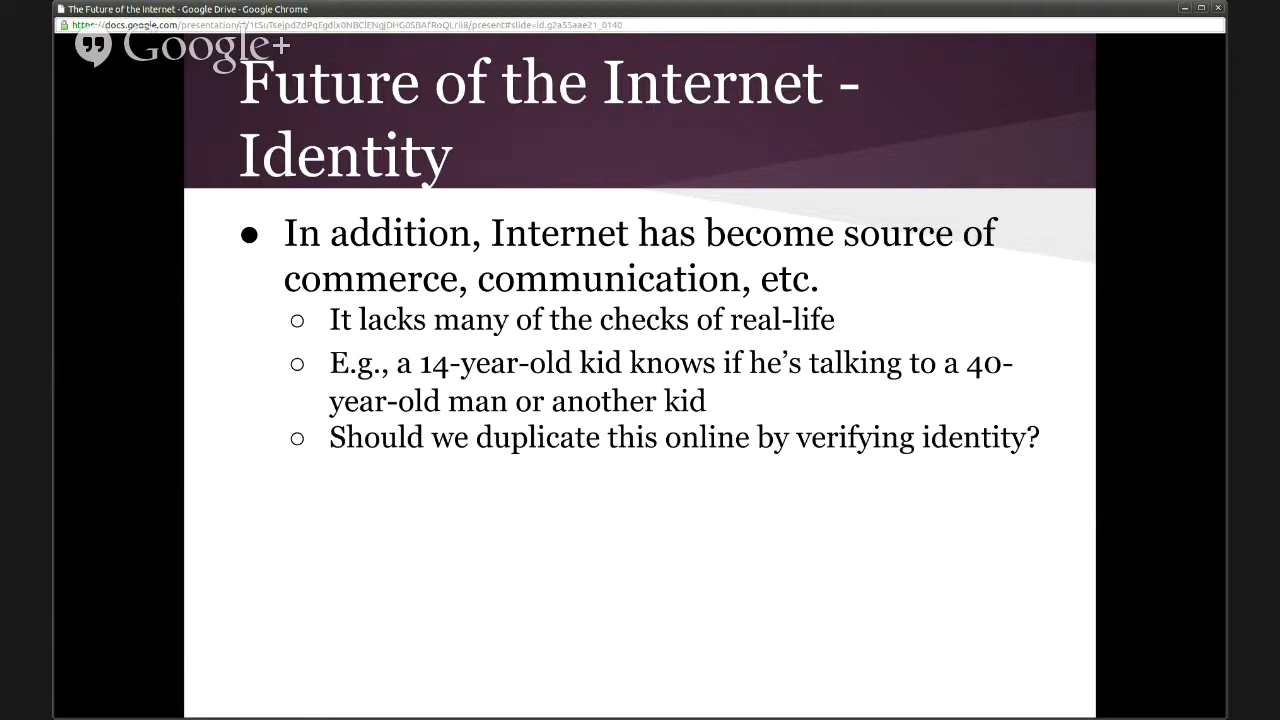 The Future of the Internet - Google Drive - Google Chrome
Google+
Future of the Internet -
Identity
● In addition, Internet has become source of
commerce, communication, etc.
○ It lacks many of the checks of real-life
○ E.g., a 14-year-old kid knows if he's talking to a 40-
year-old man or another kid
○ Should we duplicate this online by verifying identity?